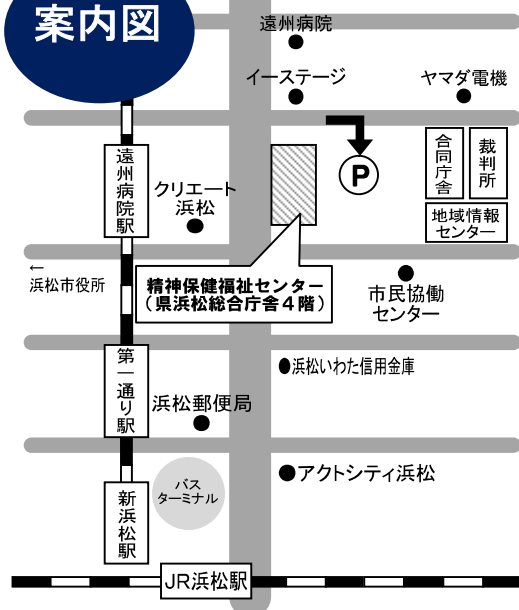 案内図
遠州病院
イーステージ
ヤマダ電機
P
合同庁舎
裁判所
地域情報
センター
遠州病院駅
クリエート
浜松
←
浜松市役所
精神保健福祉センター
（県浜松総合庁舎４階）
市民協働
センター
第一通り駅
浜松いわた信用金庫
浜松郵便局
バス
ターミナル
アクトシティ浜松
新浜松駅
JR浜松駅